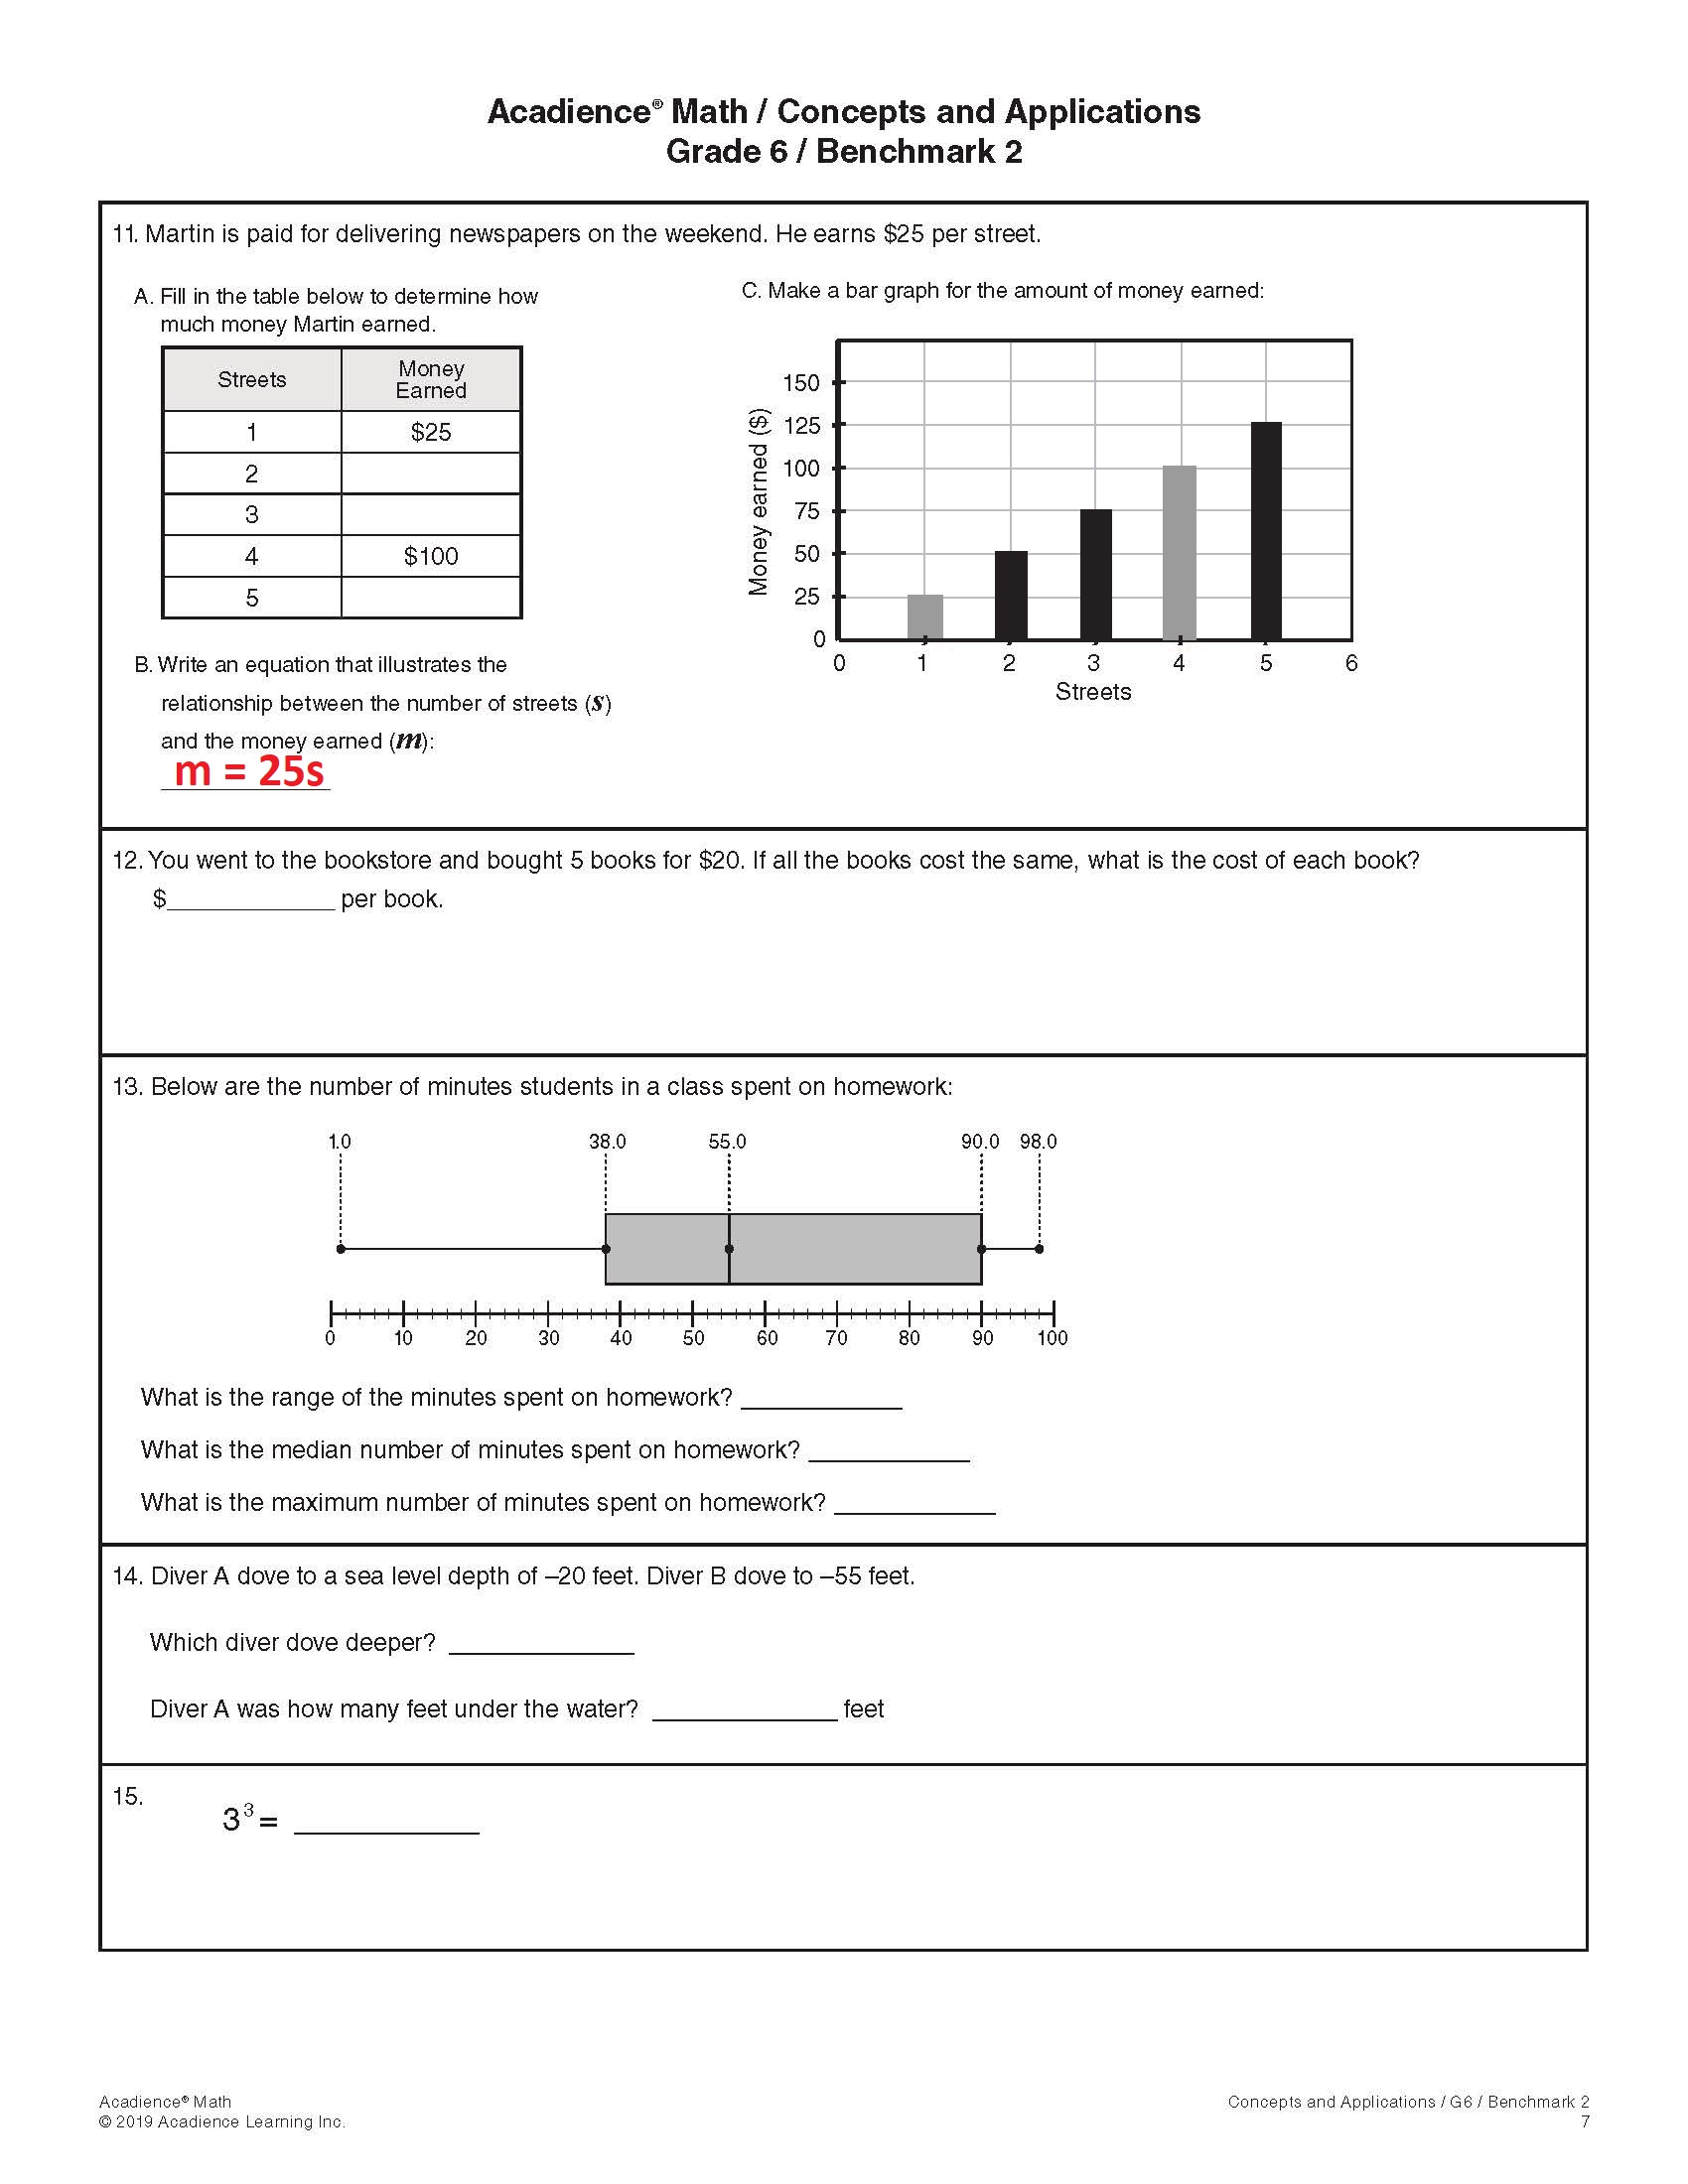 Acadience® Math / Concepts and Applications
Grade 6 / Benchmark 2
11. Martin is paid for delivering newspapers on the weekend. He earns $25 per street.
A. Fill in the table below to determine how
much money Martin earned.
Streets Money Earned
1 $25
2
3
4 $100
5
B. Write an equation that illustrates the
relationship between the number of streets (s)
and the money earned (m):
m = 25s
C. Make a bar graph for the amount of money earned:
Money earned ($)
150
125
100
75
50
25
0
0 1 2 3 4 5 6
Streets
12. You went to the bookstore and bought 5 books for $20. If all the books cost the same, what is the cost of each book?
$____________ per book.
13. Below are the number of minutes students in a class spent on homework:
1.0 38.0 55.0 90.0 98.0
0 10 20 30 40 50 60 70 80 90 100
What is the range of the minutes spent on homework? ____________
What is the median number of minutes spent on homework? ____________
What is the maximum number of minutes spent on homework? ____________
14. Diver A dove to a sea level depth of –20 feet. Diver B dove to –55 feet.
Which diver dove deeper? ____________
Diver A was how many feet under the water? ____________ feet
15.
3³ = ____________
Acadience® Math
© 2019 Acadience Learning Inc.
Concepts and Applications / G6 / Benchmark 2
7